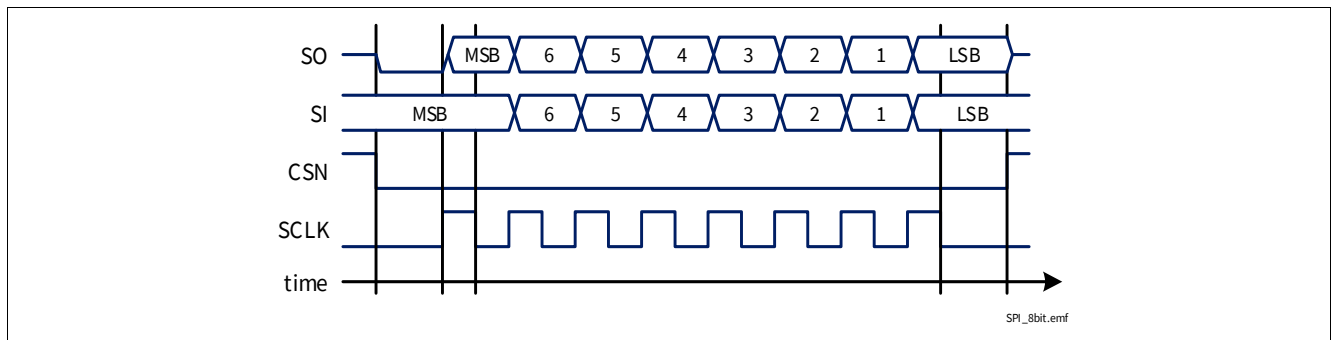 SO MSB 6 5 4 3 2 1 LSB
SI MSB 6 5 4 3 2 1 LSB
CSN
SCLK
time
SPI_8bit.emf